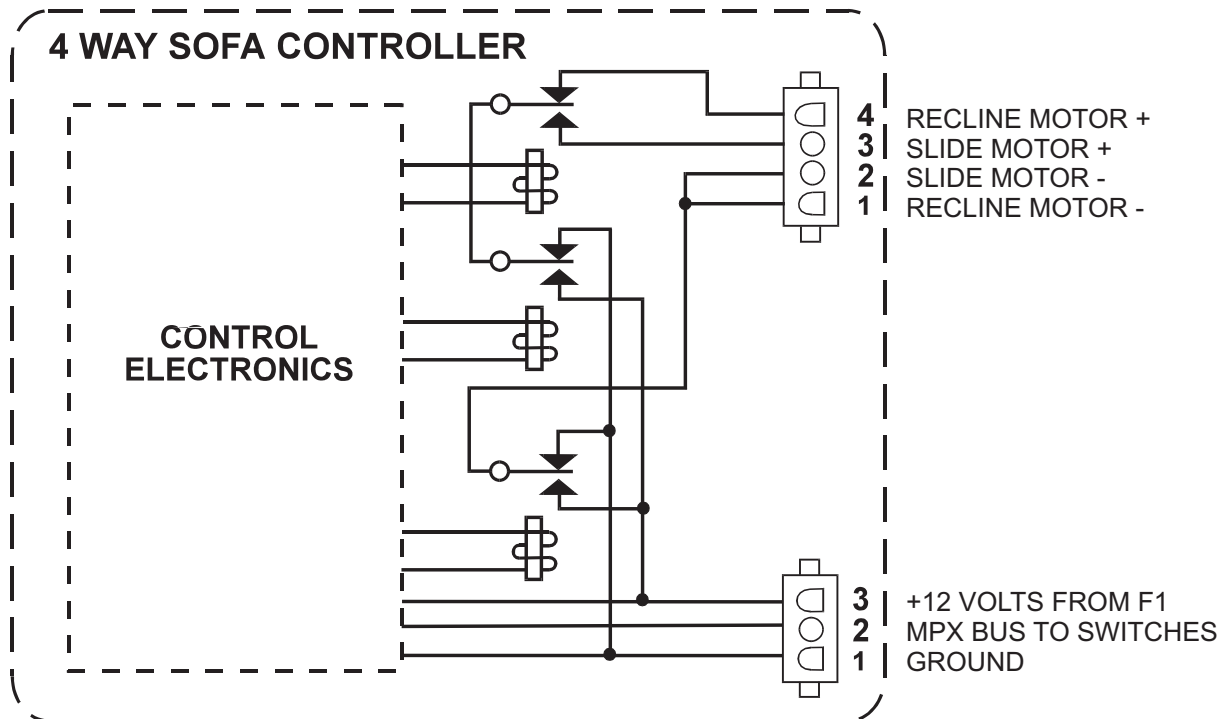 4 WAY SOFA CONTROLLER
4 RECLINE MOTOR +
3 SLIDE MOTOR +
2 SLIDE MOTOR -
1 RECLINE MOTOR -
CONTROL
ELECTRONICS
3 +12 VOLTS FROM F1
2 MPX BUS TO SWITCHES
1 GROUND